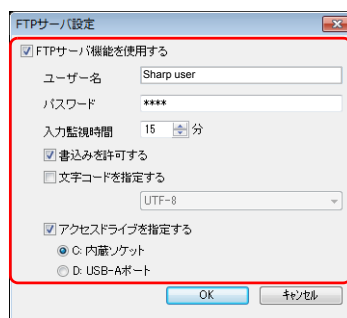 FTPサーバ設定
FTPサーバ機能を使用する
ユーザー名 Sharp user
パスワード ****
入力監視時間 15 分
書込みを許可する
文字コードを指定する
UTF-8
アクセスドライブを指定する
C: 内蔵ソケット
D: USB-Aポート
OK キャンセル